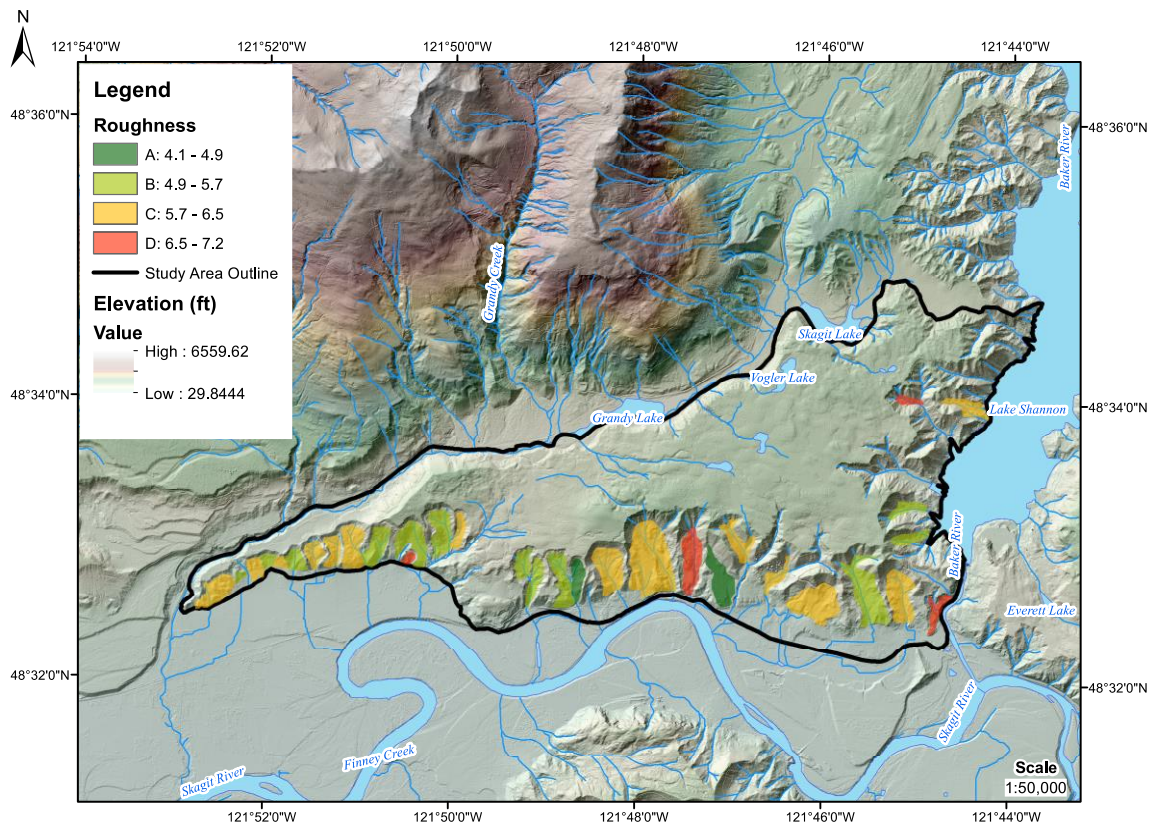 N
121°54'0"W
121°52'0"W
121°50'0"W
121°48'0"W
121°46'0"W
121°44'0"W
Legend
Roughness
A: 4.1 - 4.9
B: 4.9 - 5.7
C: 5.7 - 6.5
D: 6.5 - 7.2
Study Area Outline
Elevation (ft)
Value
High : 6559.62
Low : 29.8444
48°36'0"N
48°36'0"N
Baker River
Grandy Creek
Skagit Lake
Vogler Lake
48°34'0"N
48°34'0"N
Grandy Lake
Lake Shannon
Baker River
Everett Lake
48°32'0"N
48°32'0"N
Skagit River
Finney Creek
Skagit River
Scale
1:50,000
121°52'0"W
121°50'0"W
121°48'0"W
121°46'0"W
121°44'0"W